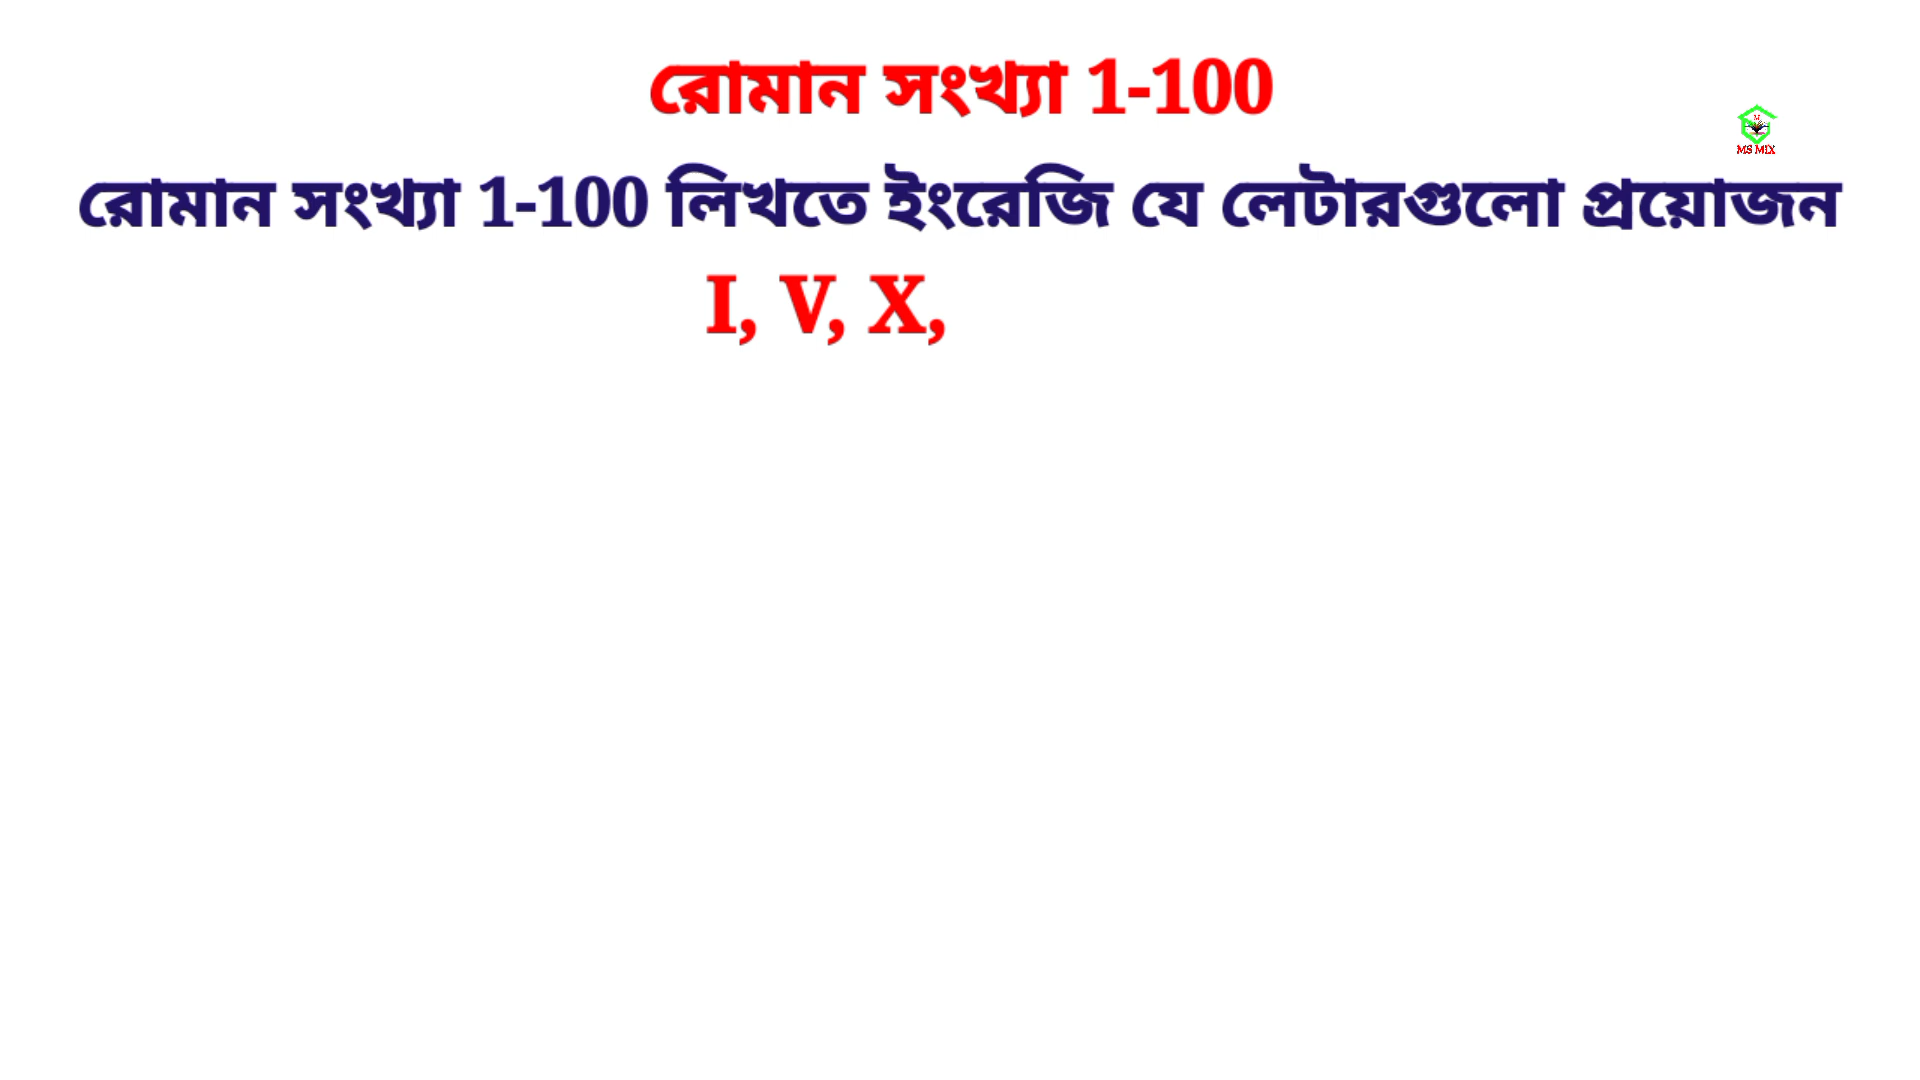 রোমান সংখ্যা 1-100
MS MIX
রোমান সংখ্যা 1-100 লিখতে ইংরেজি যে লেটারগুলো প্রয়োজন
I, V, X,